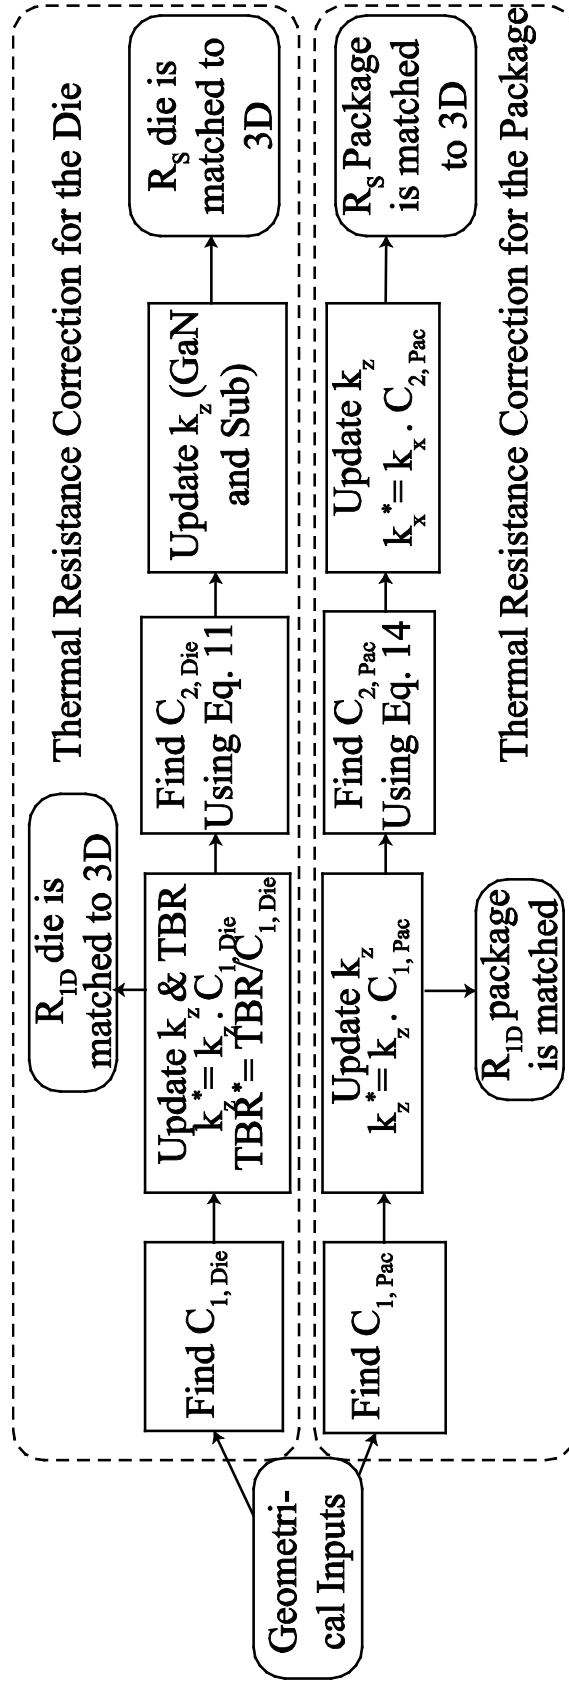 Thermal Resistance Correction for the Die
R1D die is
matched to 3D
Geometri-
cal Inputs
Find C1, Die
Update kz & TBR
kz*= kz . C1,Die
TBR*= TBR/C1, Die
Find C2, Die
Using Eq. 11
Update kz (GaN
and Sub)
RS die is
matched to
3D
Find C1, Pac
Update kz
kz*= kz . C1, Pac
Find C2, Pac
Using Eq. 14
Update kz
kx*= kx . C2, Pac
RS Package
is matched
to 3D
R1D package
is matched
Thermal Resistance Correction for the Package